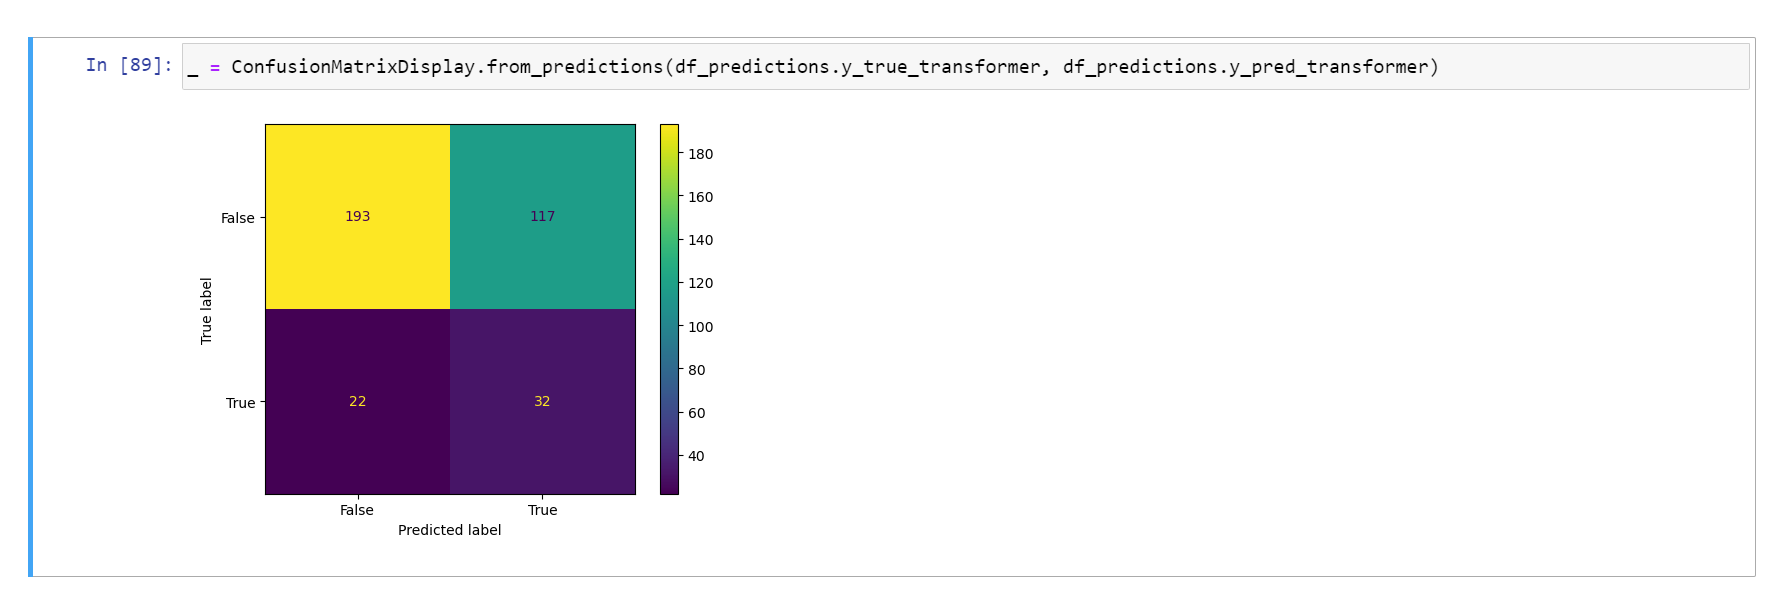 In [89]: _ = ConfusionMatrixDisplay.from_predictions(df_predictions.y_true_transformer, df_predictions.y_pred_transformer)
180
160
140
120
100
80
60
40
False
193
117
True label
True
22
32
False
True
Predicted label